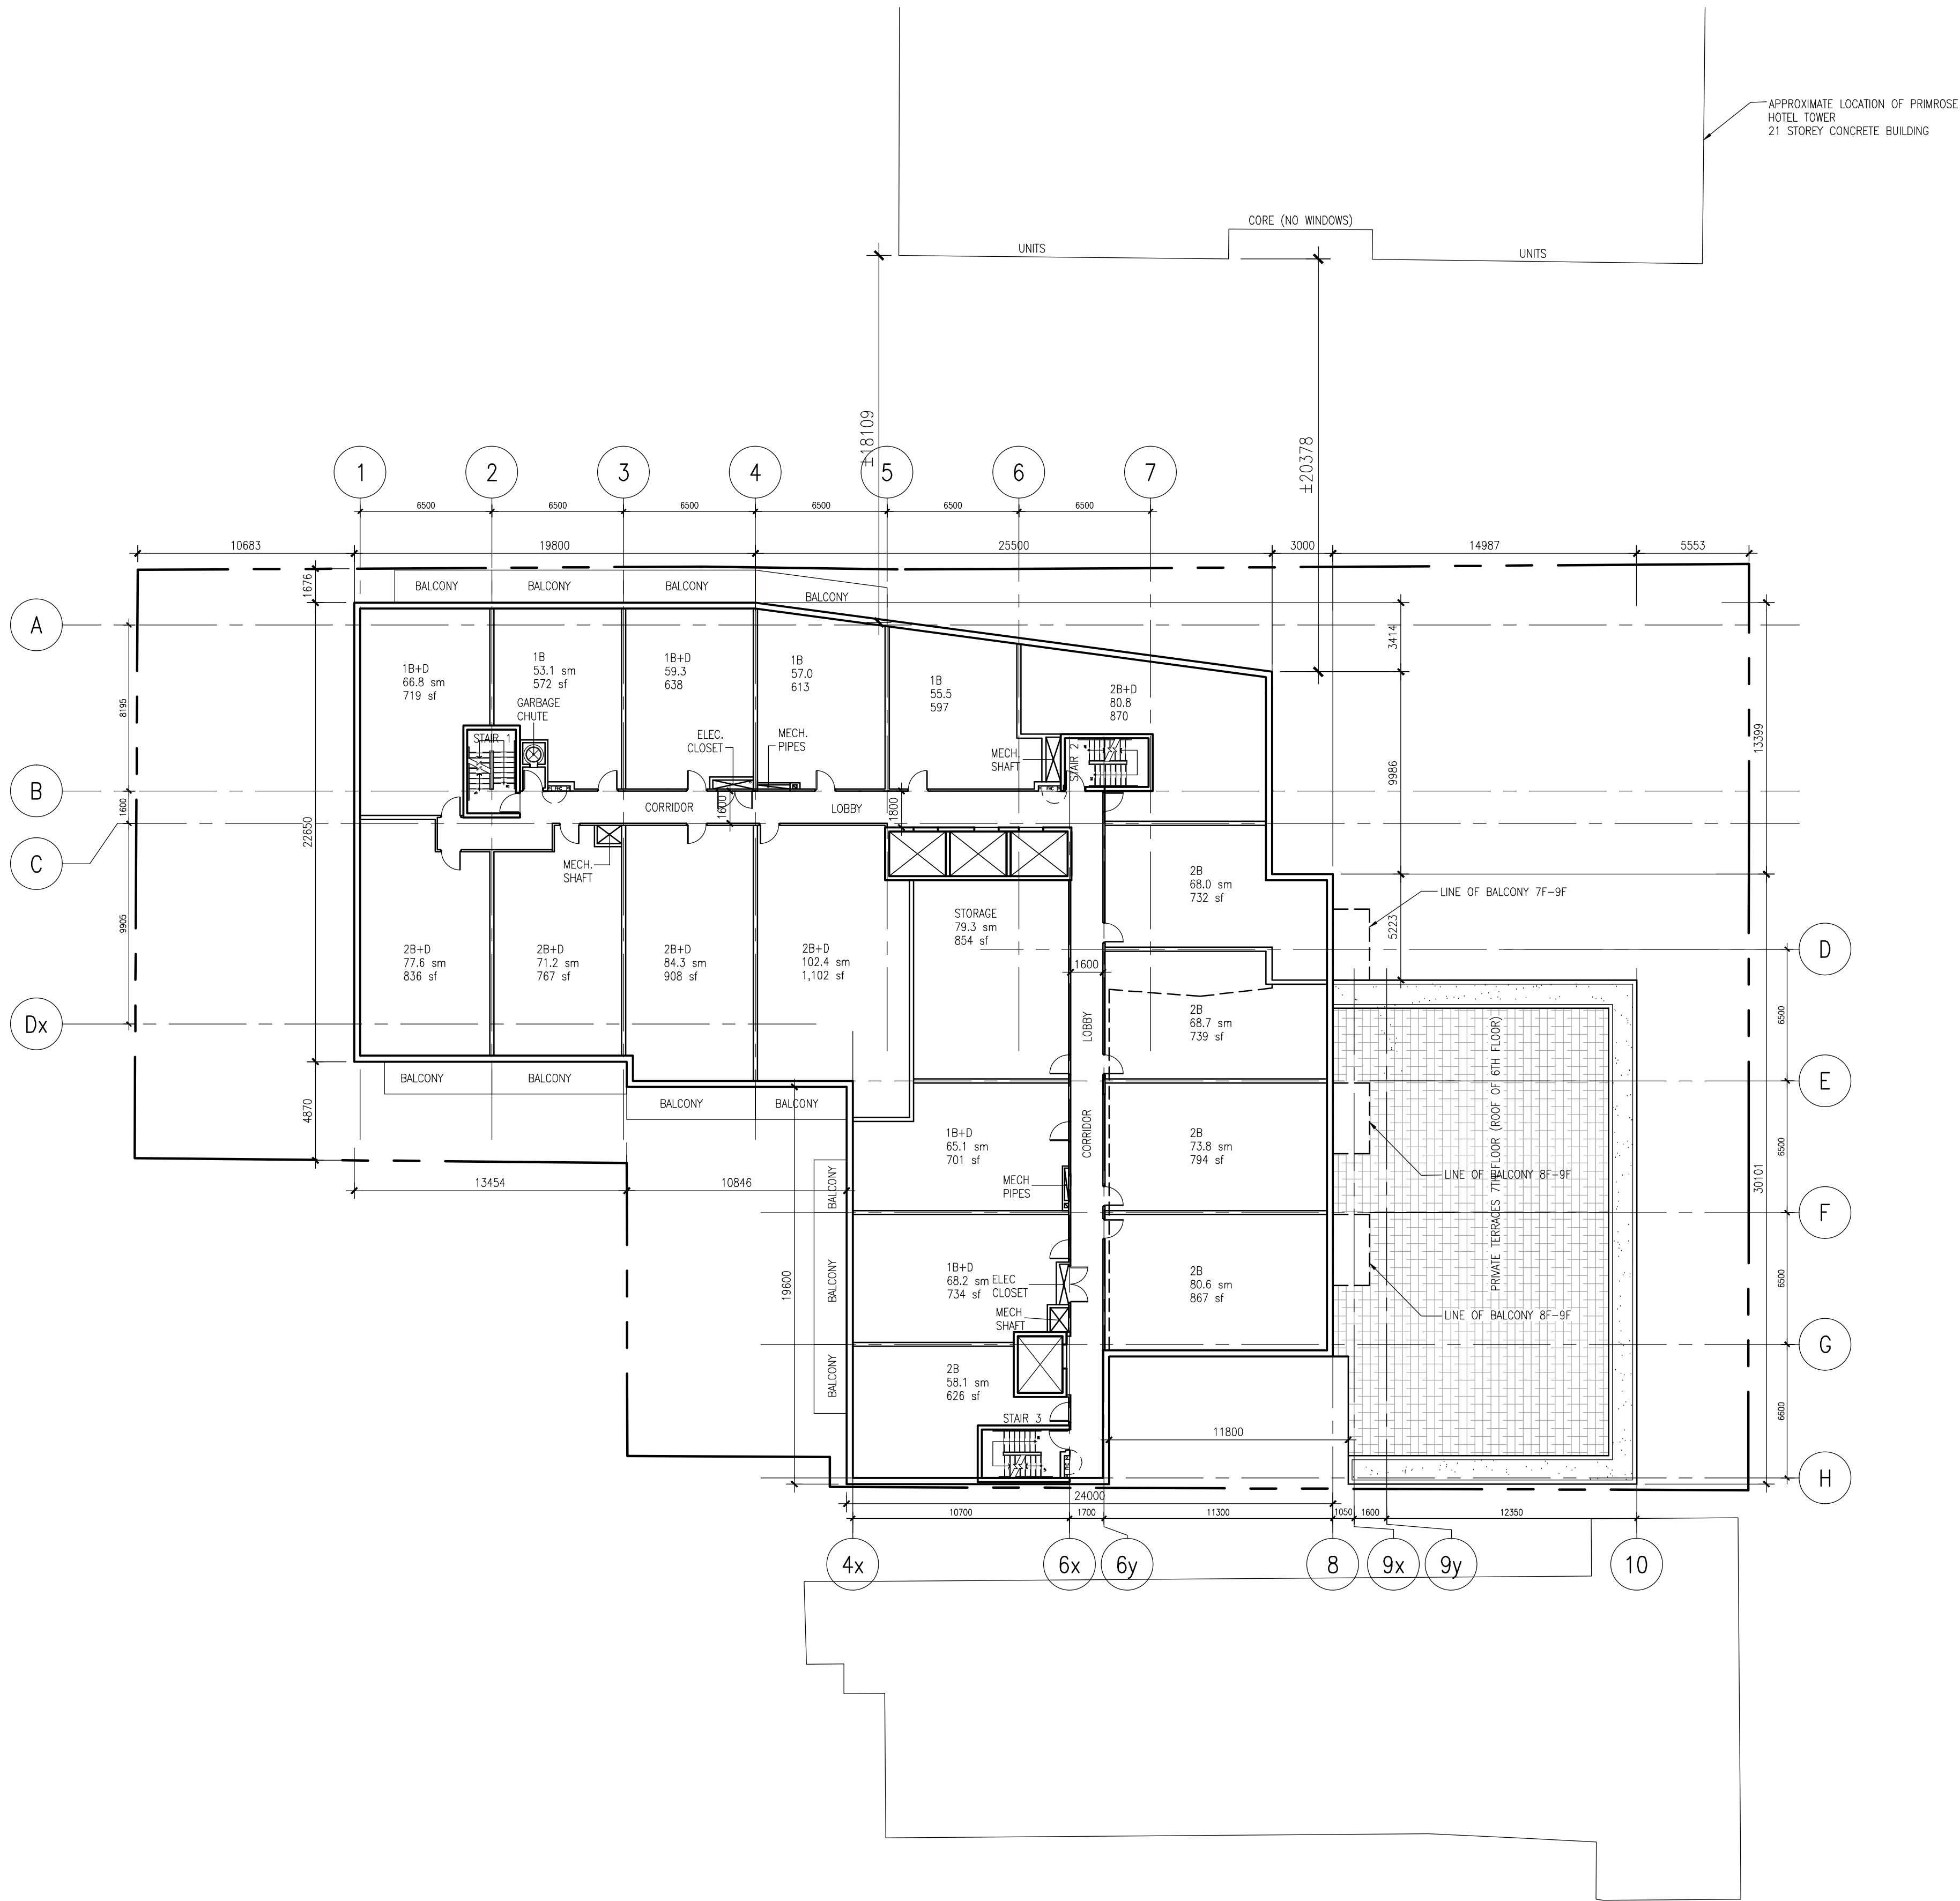 APPROXIMATE LOCATION OF PRIMROSE
HOTEL TOWER
21 STOREY CONCRETE BUILDING
CORE (NO WINDOWS)
UNITS
UNITS
±18109
±20378
1
2
3
4
5
6
7
6500
6500
6500
6500
6500
6500
10683
19800
25500
3000
14987
5553
1676
BALCONY
BALCONY
BALCONY
BALCONY
A
3414
1B+D
66.8 sm
719 sf
1B
53.1 sm
572 sf
1B+D
59.3
638
1B
57.0
613
1B
55.5
597
2B+D
80.8
870
GARBAGE
CHUTE
STAIR 1
ELEC.
CLOSET
MECH.
PIPES
MECH.
SHAFT
STAIR 2
8195
13399
9986
B
1600
CORRIDOR
1600
LOBBY
1800
22650
C
MECH.
SHAFT
2B
68.0 sm
732 sf
LINE OF BALCONY 7F-9F
5223
9905
STORAGE
79.3 sm
854 sf
2B+D
77.6 sm
836 sf
2B+D
71.2 sm
767 sf
2B+D
84.3 sm
908 sf
2B+D
102.4 sm
1,102 sf
1600
D
Dx
LOBBY
2B
68.7 sm
739 sf
6500
PRIVATE TERRACES 7TH FLOOR (ROOF OF 6TH FLOOR)
BALCONY
BALCONY
E
4870
BALCONY
BALCONY
CORRIDOR
1B+D
65.1 sm
701 sf
2B
73.8 sm
794 sf
6500
LINE OF BALCONY 8F-9F
30101
13454
10846
BALCONY
MECH
PIPES
F
19600
BALCONY
1B+D
68.2 sm
734 sf
ELEC
CLOSET
MECH
SHAFT
2B
80.6 sm
867 sf
6500
LINE OF BALCONY 8F-9F
G
BALCONY
2B
58.1 sm
626 sf
STAIR 3
11800
6600
H
24000
10700
1700
11300
1050
1600
12350
4x
6x
6y
8
9x
9y
10